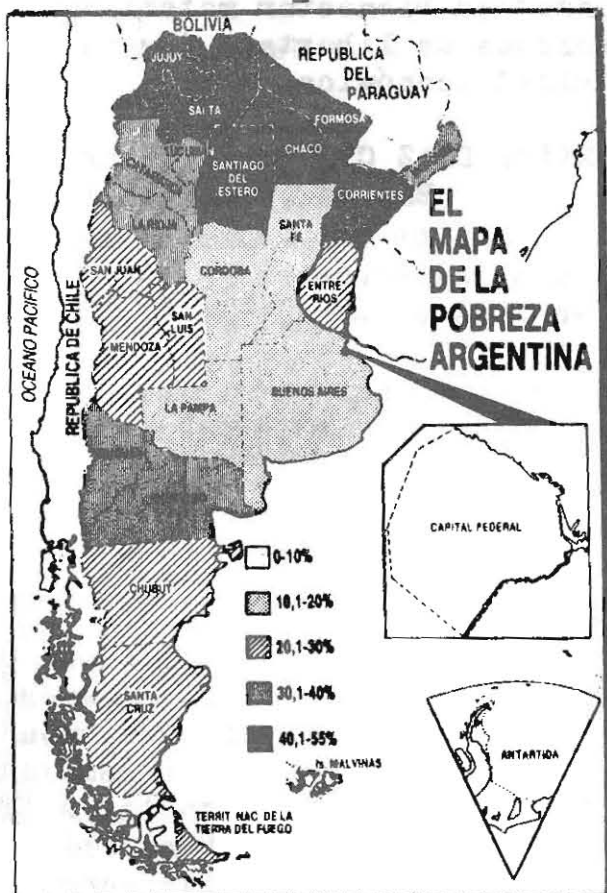 BOLIVIA
REPUBLICA
DEL
PARAGUAY
JUJUY
SALTA
FORMOSA
CHACO
SANTIAGO
DEL
ESTERO
CATAMARCA
CORRIENTES
LA RIOJA
SANTA
FE
EL
MAPA
DE LA
POBREZA
ARGENTINA
OCEANO PACIFICO
REPUBLICA DE CHILE
SAN JUAN
CORDOBA
ENTRE
RIOS
SAN
LUIS
MENDOZA
LA PAMPA
BUENOS AIRES
CAPITAL FEDERAL
0-10%
10,1-20%
20,1-30%
30,1-40%
40,1-55%
CHUBUT
SANTA
CRUZ
Is. MALVINAS
ANTARTIDA
TERRIT NAC. DE LA
TIERRA DEL FUEGO